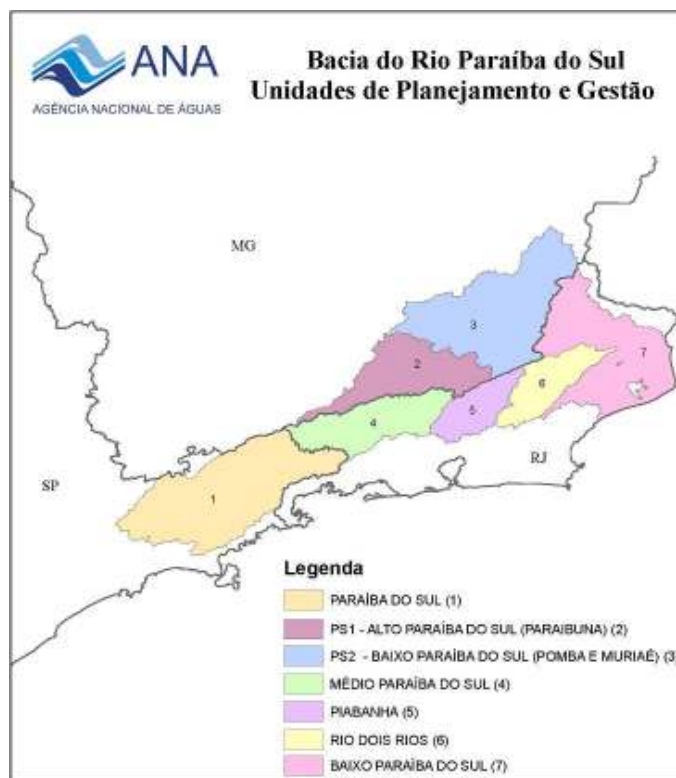 ANA
AGÊNCIA NACIONAL DE ÁGUAS
Bacia do Rio Paraíba do Sul
Unidades de Planejamento e Gestão
MG
3
2
7
6
5
4
RJ
SP
1
Legenda
PARAÍBA DO SUL (1)
PS1 - ALTO PARAÍBA DO SUL (PARAIBUNA) (2)
PS2 - BAIXO PARAÍBA DO SUL (POMBA E MURIAÉ) (3)
MÉDIO PARAÍBA DO SUL (4)
PIABANHA (5)
RIO DOIS RIOS (6)
BAIXO PARAÍBA DO SUL (7)